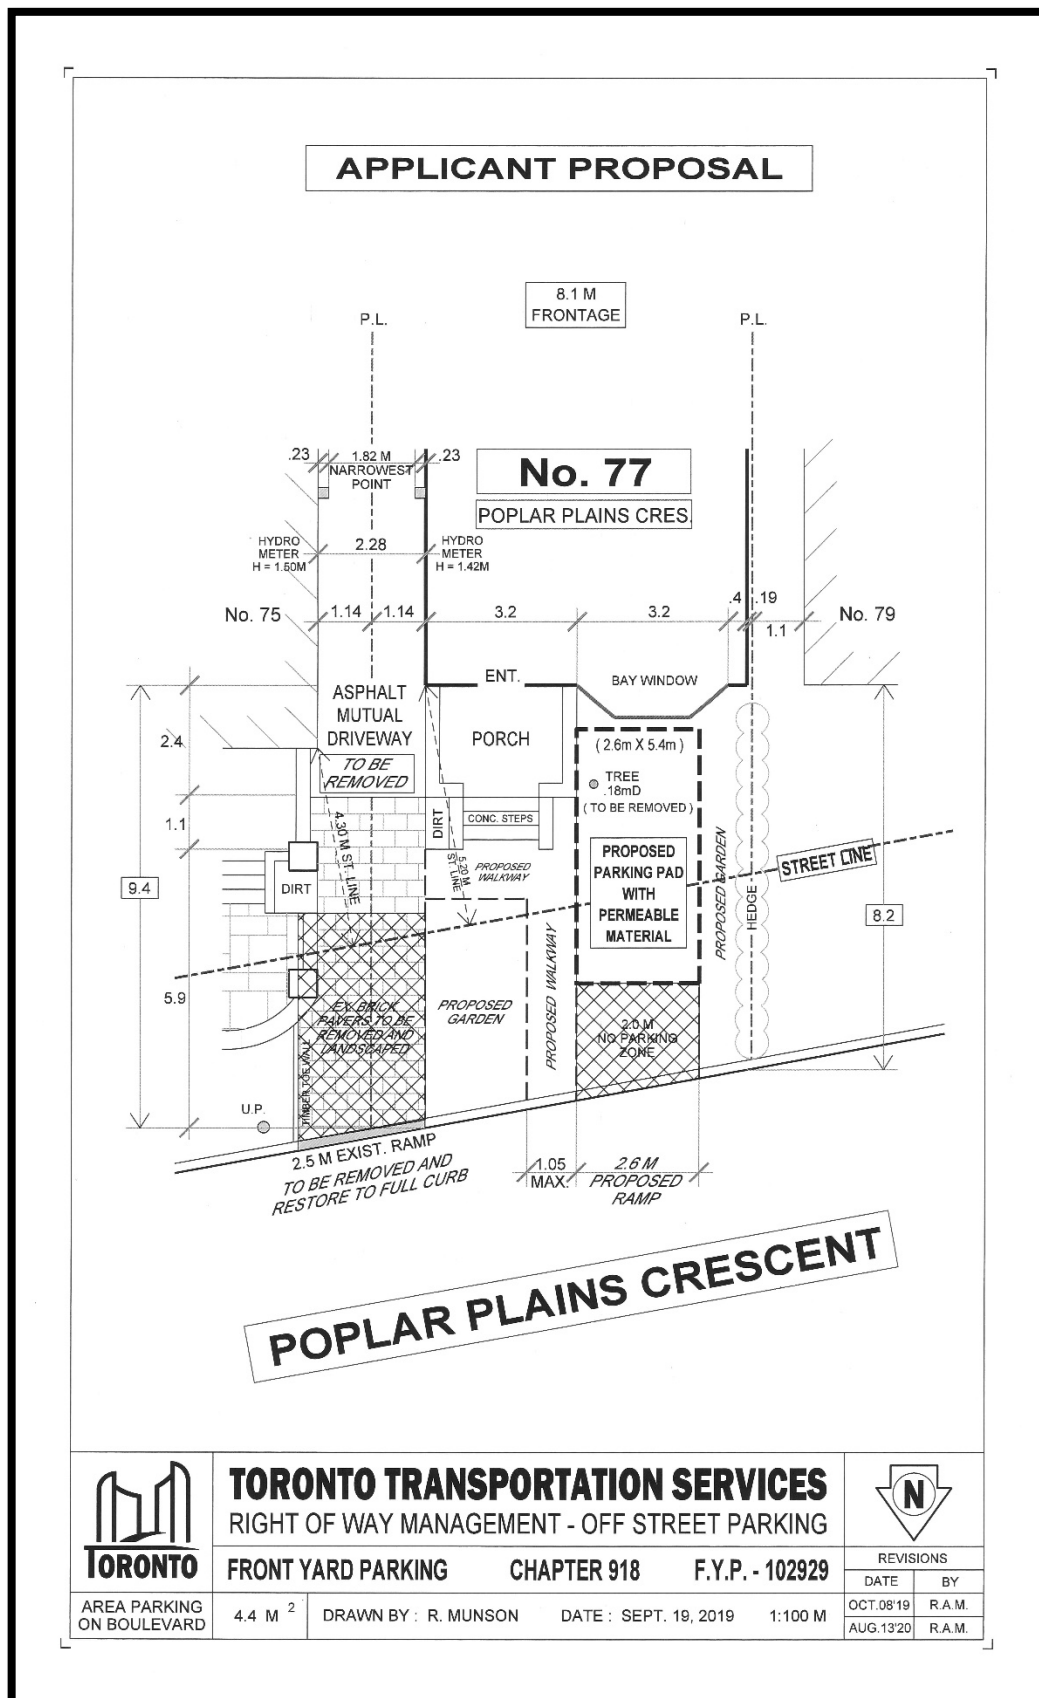 APPLICANT PROPOSAL
8.1 M
FRONTAGE
P.L.
P.L.
.23
1.82 M
.23
NARROWEST
POINT
No. 77
POPLAR PLAINS CRES.
HYDRO
METER
H = 1.50M
2.28
HYDRO
METER
H = 1.42M
No. 75
1.14
1.14
3.2
3.2
.4
.19
1.1
No. 79
ENT.
BAY WINDOW
ASPHALT
MUTUAL
DRIVEWAY
TO BE
REMOVED
PORCH
2.4
( 2.6m X 5.4m )
TREE
.18mD
( TO BE REMOVED )
1.1
4.30 M ST. LINE
DIRT
CONC. STEPS
5.20 M
ST. LINE
PROPOSED
WALKWAY
PROPOSED
PARKING PAD
WITH
PERMEABLE
MATERIAL
PROPOSED GARDEN
HEDGE
STREET LINE
9.4
DIRT
8.2
5.9
EX. BRICK
PAVERS TO BE
REMOVED AND
LANDSCAPED
PROPOSED
GARDEN
PROPOSED WALKWAY
2.0 M
NO PARKING
ZONE
TIMBER TOE WALL
U.P.
2.5 M EXIST. RAMP
TO BE REMOVED AND
RESTORE TO FULL CURB
1.05
MAX.
2.6 M
PROPOSED
RAMP
POPLAR PLAINS CRESCENT
TORONTO
TORONTO TRANSPORTATION SERVICES
RIGHT OF WAY MANAGEMENT - OFF STREET PARKING
FRONT YARD PARKING CHAPTER 918 F.Y.P. - 102929
AREA PARKING
ON BOULEVARD
4.4 M 2
DRAWN BY : R. MUNSON
DATE : SEPT. 19, 2019
1:100 M
N
REVISIONS
DATE BY
OCT.08'19 R.A.M.
AUG.13'20 R.A.M.